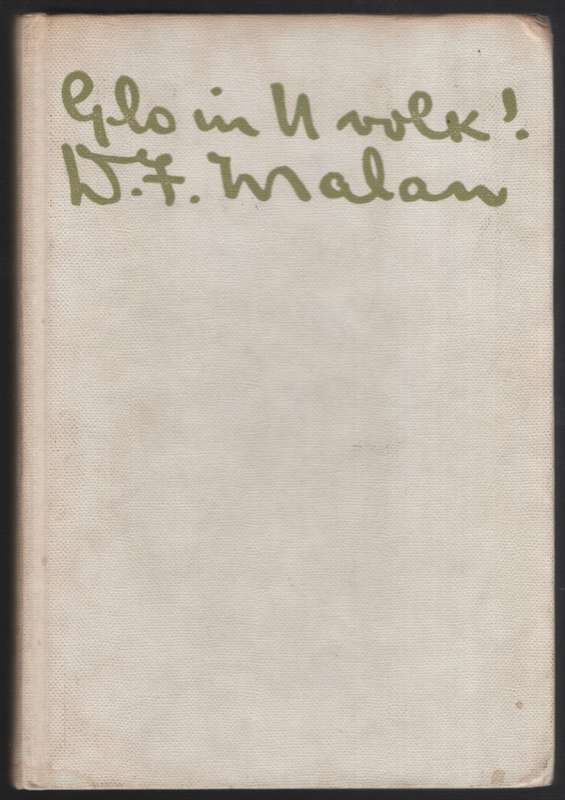 Glo in U volk!
D. F. Malan